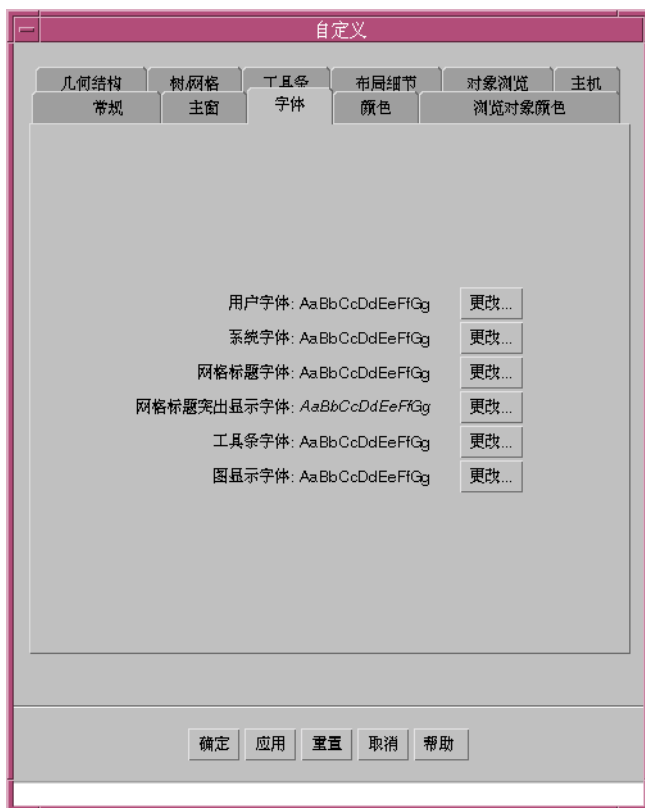 自定义
几何结构 树/网格 工具条 布局细节 对象浏览 主机
常规 主窗 字体 颜色 浏览对象颜色
用户字体: AaBbCcDdEeFfGg 更改...
系统字体: AaBbCcDdEeFfGg 更改...
网格标题字体: AaBbCcDdEeFfGg 更改...
网格标题突出显示字体: AaBbCcDdEeFfGg 更改...
工具条字体: AaBbCcDdEeFfGg 更改...
图显示字体: AaBbCcDdEeFfGg 更改...
确定 应用 重置 取消 帮助